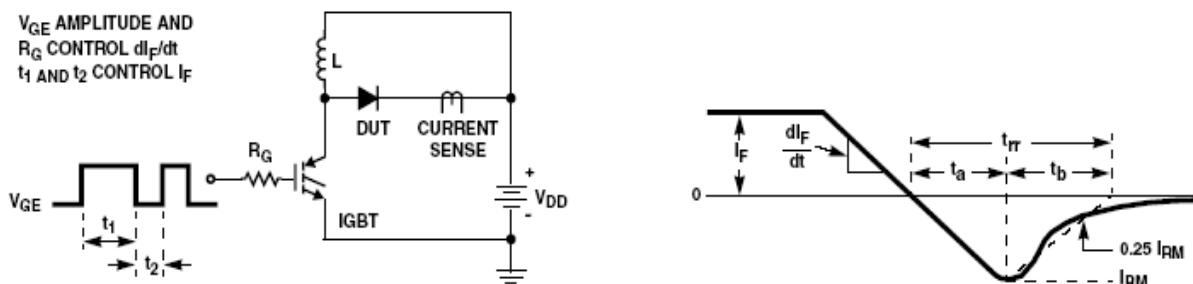 V_GE AMPLITUDE AND
R_G CONTROL dI_F/dt
t_1 AND t_2 CONTROL I_F
L
DUT
CURRENT
SENSE
R_G
V_GE
IGBT
+
V_DD
-
t_1
t_2
I_F
dI_F
dt
t_rr
t_a
t_b
0
0.25 I_RM
I_RM